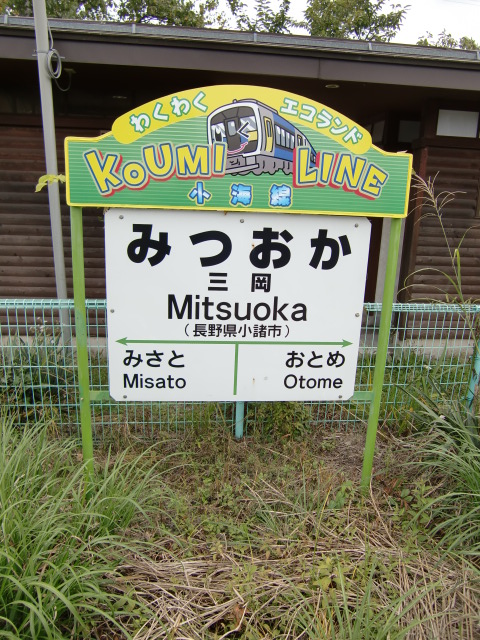 わくわく エコランド
KOUMI LINE
小海線
みつおか
三岡
Mitsuoka
(長野県小諸市)
みさと おとめ
Misato Otome